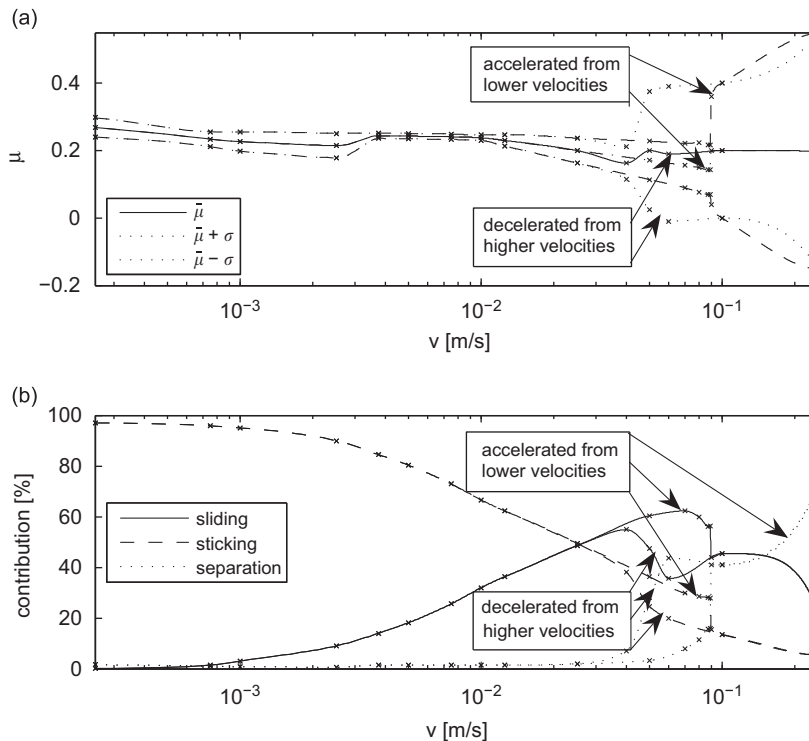 (a)
0.4
0.2
0
−0.2
μ
accelerated from
lower velocities
decelerated from
higher velocities
μ̄
μ̄ + σ
μ̄ − σ
10⁻³
10⁻²
10⁻¹
v [m/s]
(b)
100
80
60
40
20
0
contribution [%]
accelerated from
lower velocities
sliding
sticking
separation
decelerated from
higher velocities
10⁻³
10⁻²
10⁻¹
v [m/s]